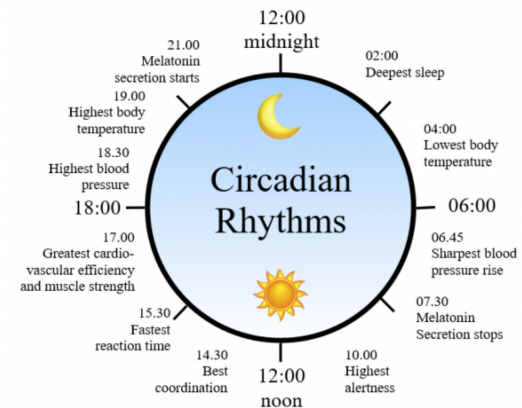 12:00
midnight
02:00
Deepest sleep
04:00
Lowest body
temperature
06:00
06.45
Sharpest blood
pressure rise
07.30
Melatonin
Secretion stops
10.00
Highest
alertness
12:00
noon
14.30
Best
coordination
15.30
Fastest
reaction time
17.00
Greatest cardio-
vascular efficiency
and muscle strength
18:00
18.30
Highest blood
pressure
19.00
Highest body
temperature
21.00
Melatonin
secretion starts
Circadian
Rhythms